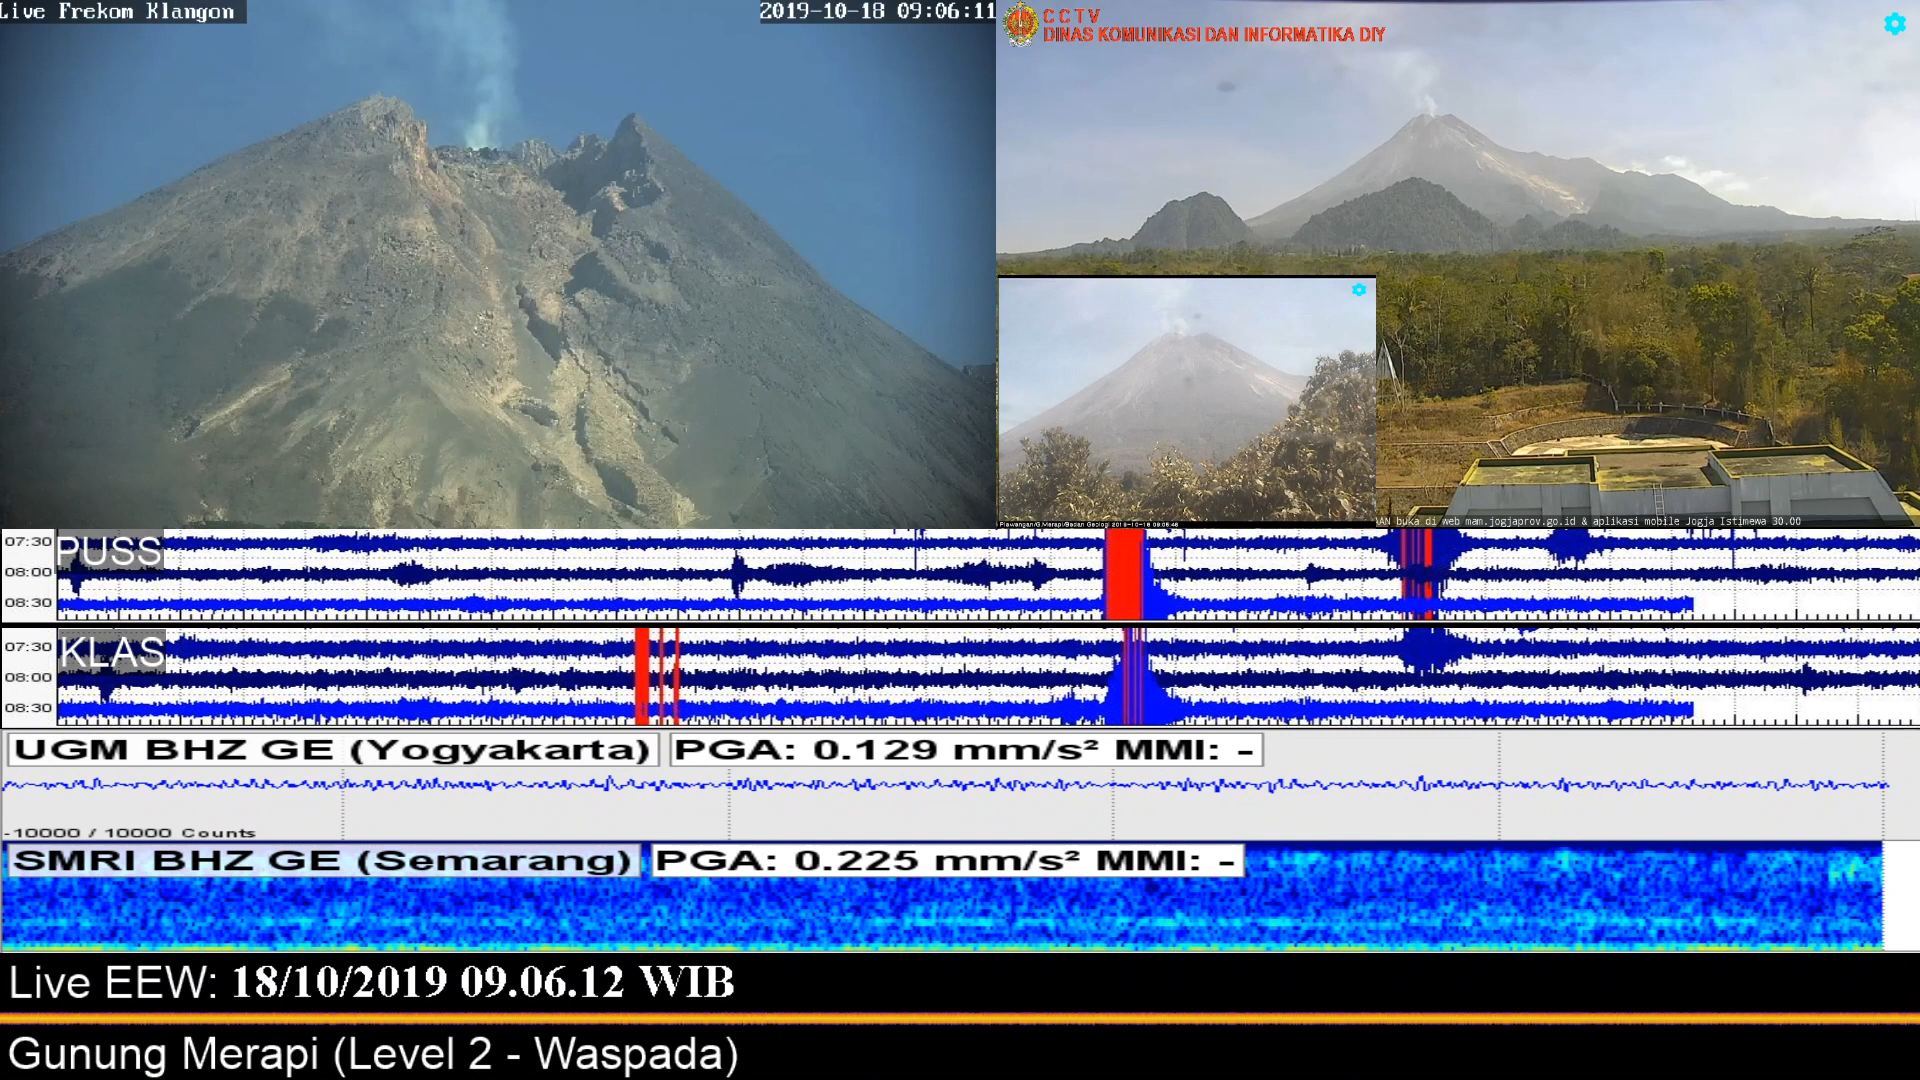 Live Frekom Klangon
2019-10-18 09:06:11
CCTV
DINAS KOMUNIKASI DAN INFORMATIKA DIY
AN buka di web mam.jogjaprov.go.id & aplikasi mobile Jogja Istimewa 30.00
07:30
PUSS
08:00
08:30
07:30
KLAS
08:00
08:30
UGM BHZ GE (Yogyakarta) PGA: 0.129 mm/s² MMI: -
-10000 / 10000 Counts
SMRI BHZ GE (Semarang) PGA: 0.225 mm/s² MMI: -
Live EEW: 18/10/2019 09.06.12 WIB
Gunung Merapi (Level 2 - Waspada)